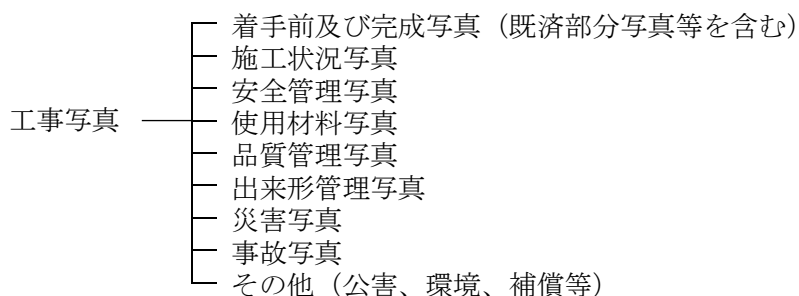 着手前及び完成写真（既済部分写真等を含む）
施工状況写真
安全管理写真
工事写真
使用材料写真
品質管理写真
出来形管理写真
災害写真
事故写真
その他（公害、環境、補償等）